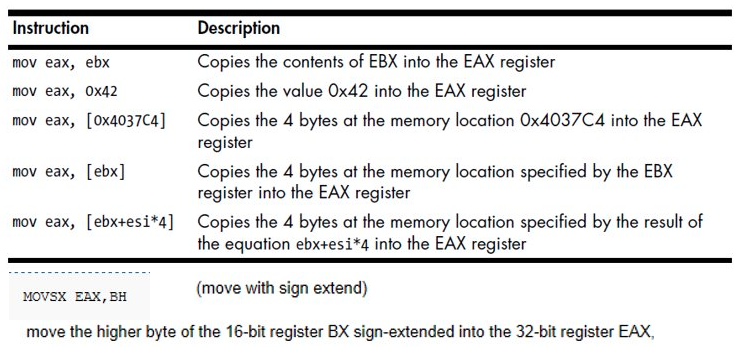 Instruction Description
mov eax, ebx Copies the contents of EBX into the EAX register
mov eax, 0x42 Copies the value 0x42 into the EAX register
mov eax, [0x4037C4] Copies the 4 bytes at the memory location 0x4037C4 into the EAX
register
mov eax, [ebx] Copies the 4 bytes at the memory location specified by the EBX
register into the EAX register
mov eax, [ebx+esi*4] Copies the 4 bytes at the memory location specified by the result of
the equation ebx+esi*4 into the EAX register
MOVSX EAX,BH (move with sign extend)
move the higher byte of the 16-bit register BX sign-extended into the 32-bit register EAX,